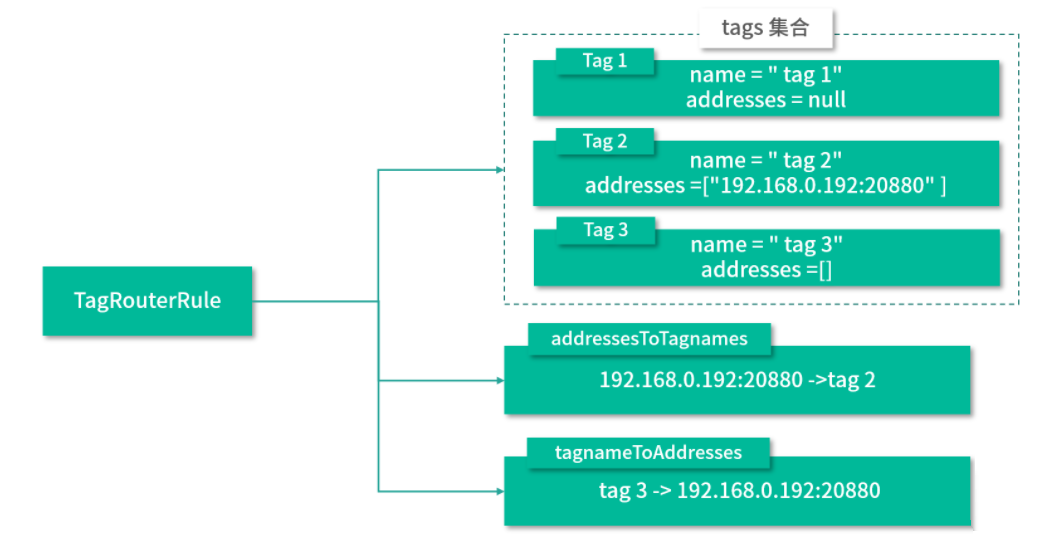 tags 集合
Tag 1
name = " tag 1"
addresses = null
Tag 2
name = " tag 2"
addresses =["192.168.0.192:20880" ]
Tag 3
name = " tag 3"
addresses =[]
TagRouterRule
addressesToTagnames
192.168.0.192:20880 ->tag 2
tagnameToAddresses
tag 3 -> 192.168.0.192:20880